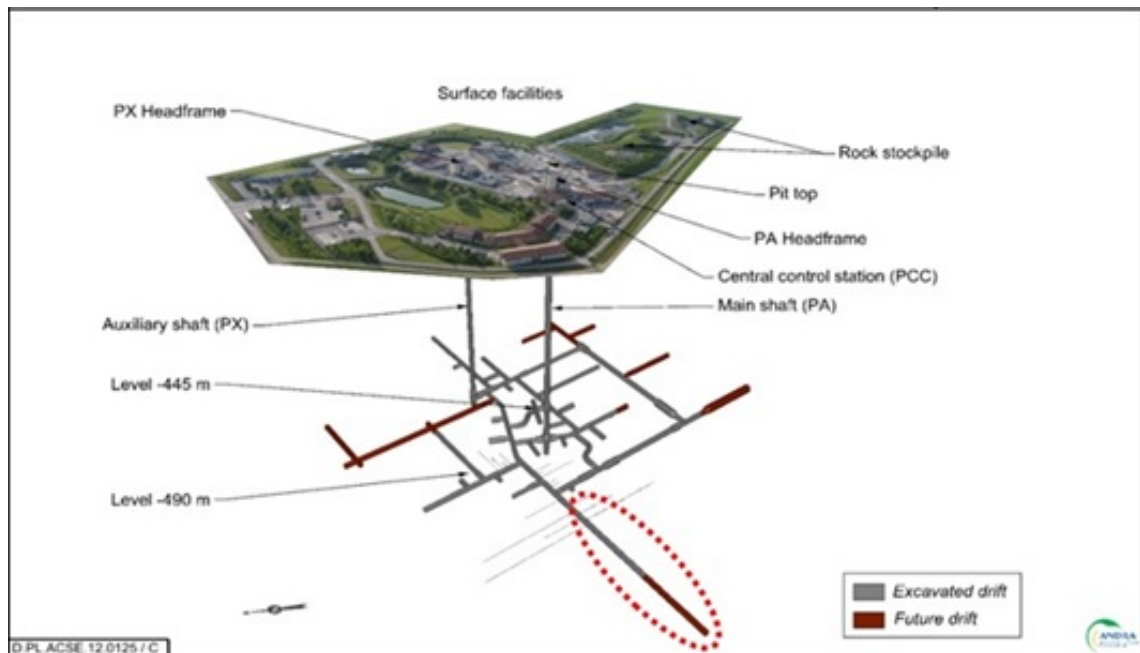 Surface facilities
PX Headframe
Rock stockpile
Pit top
PA Headframe
Central control station (PCC)
Auxiliary shaft (PX)
Main shaft (PA)
Level -445 m
Level -490 m
Excavated drift
Future drift
D.PL.ACSE.12.0125 / C
ANDRA